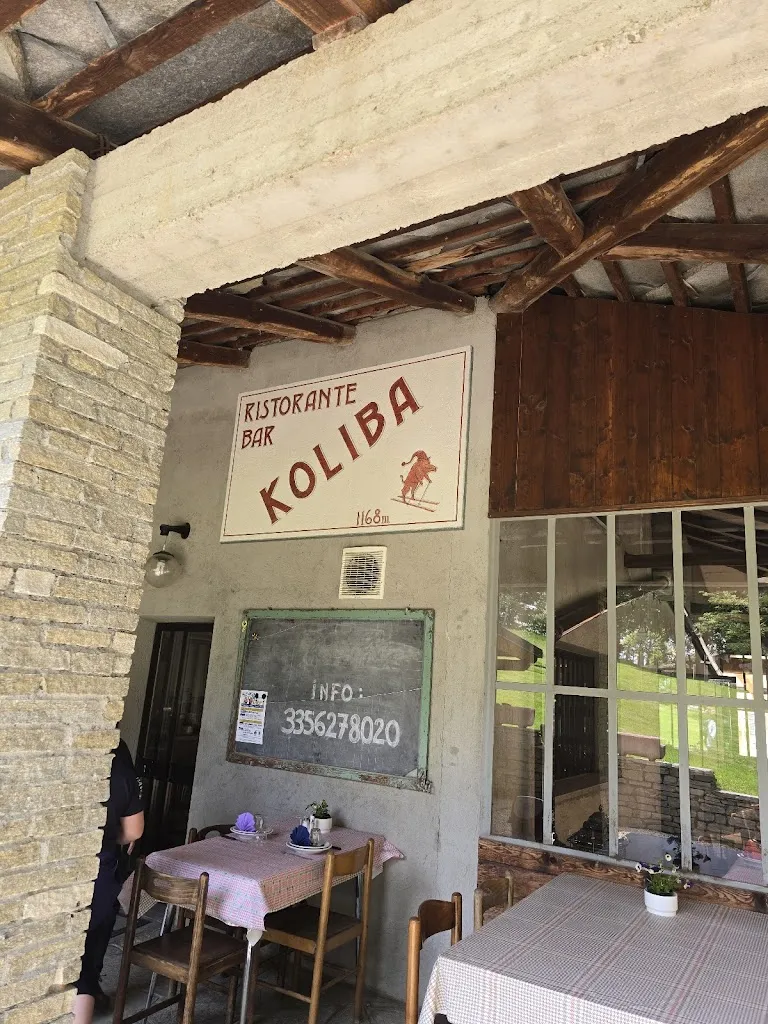 RISTORANTE
BAR
KOLIBA
1168m
INFO:
3356278020